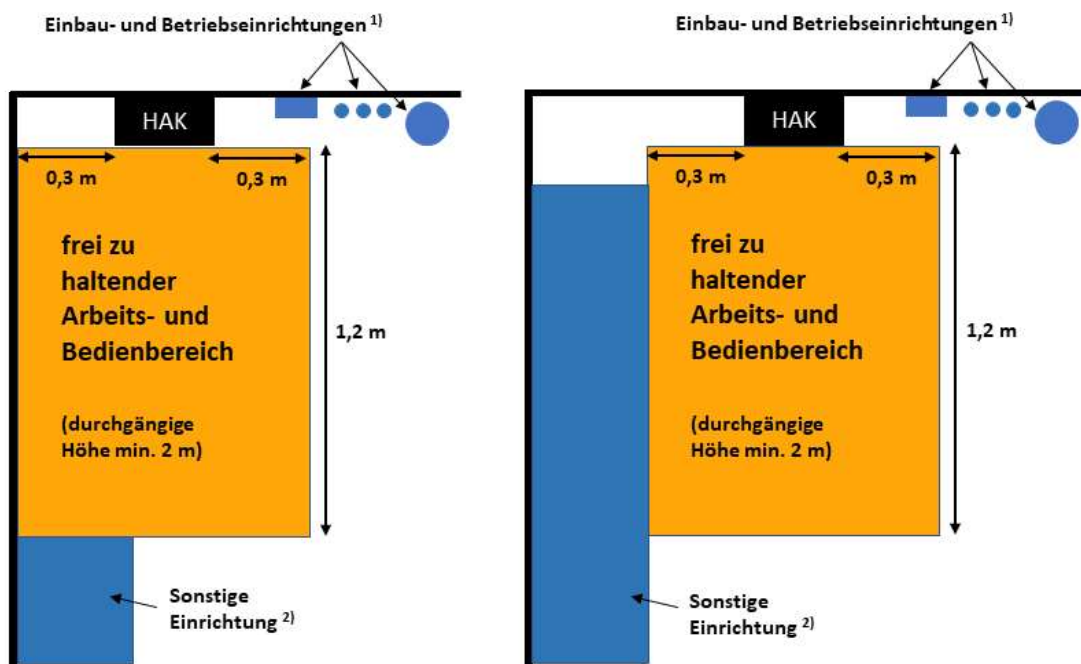 Einbau- und Betriebseinrichtungen 1)
HAK
0,3 m
0,3 m
frei zu
haltender
Arbeits- und
Bedienbereich
(durchgängige
Höhe min. 2 m)
1,2 m
Sonstige
Einrichtung 2)
Einbau- und Betriebseinrichtungen 1)
HAK
0,3 m
0,3 m
frei zu
haltender
Arbeits- und
Bedienbereich
(durchgängige
Höhe min. 2 m)
1,2 m
Sonstige
Einrichtung 2)